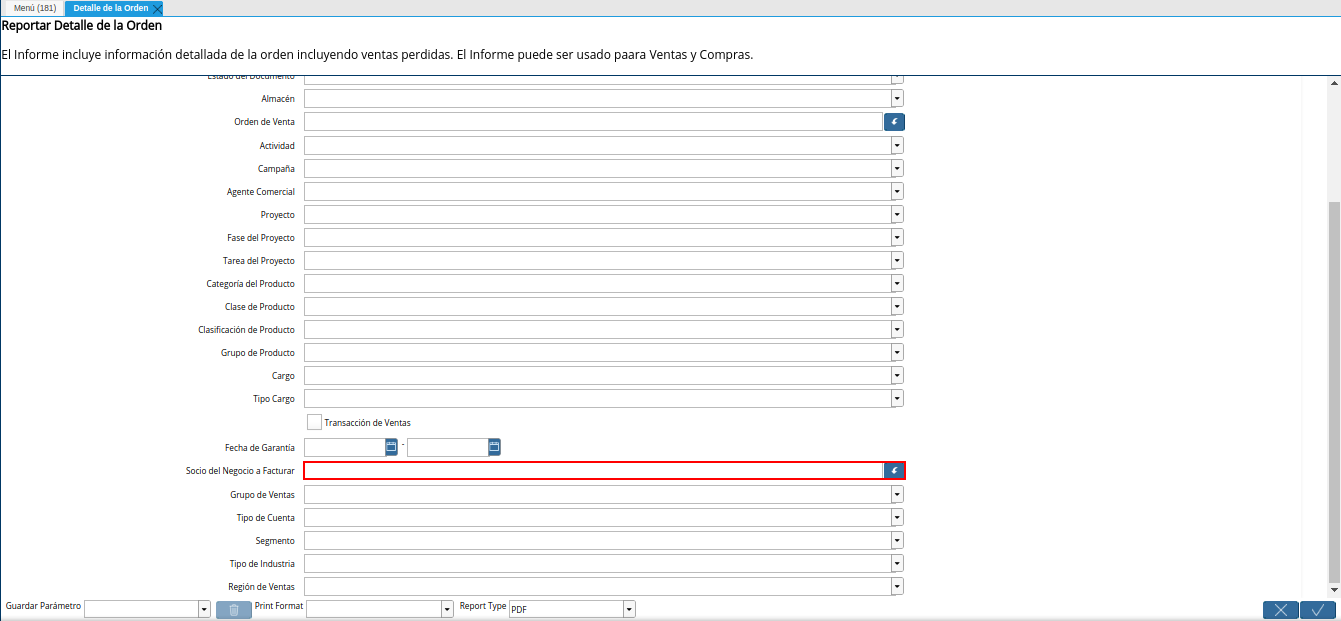 Menú (181) Detalle de la Orden
Reportar Detalle de la Orden
El Informe incluye información detallada de la orden incluyendo ventas perdidas. El Informe puede ser usado paara Ventas y Compras.
Estado del Documento
Almacén
Orden de Venta
Actividad
Campaña
Agente Comercial
Proyecto
Fase del Proyecto
Tarea del Proyecto
Categoría del Producto
Clase de Producto
Clasificación de Producto
Grupo de Producto
Cargo
Tipo Cargo
Transacción de Ventas
Fecha de Garantía -
Socio del Negocio a Facturar
Grupo de Ventas
Tipo de Cuenta
Segmento
Tipo de Industria
Región de Ventas
Guardar Parámetro Print Format Report Type PDF